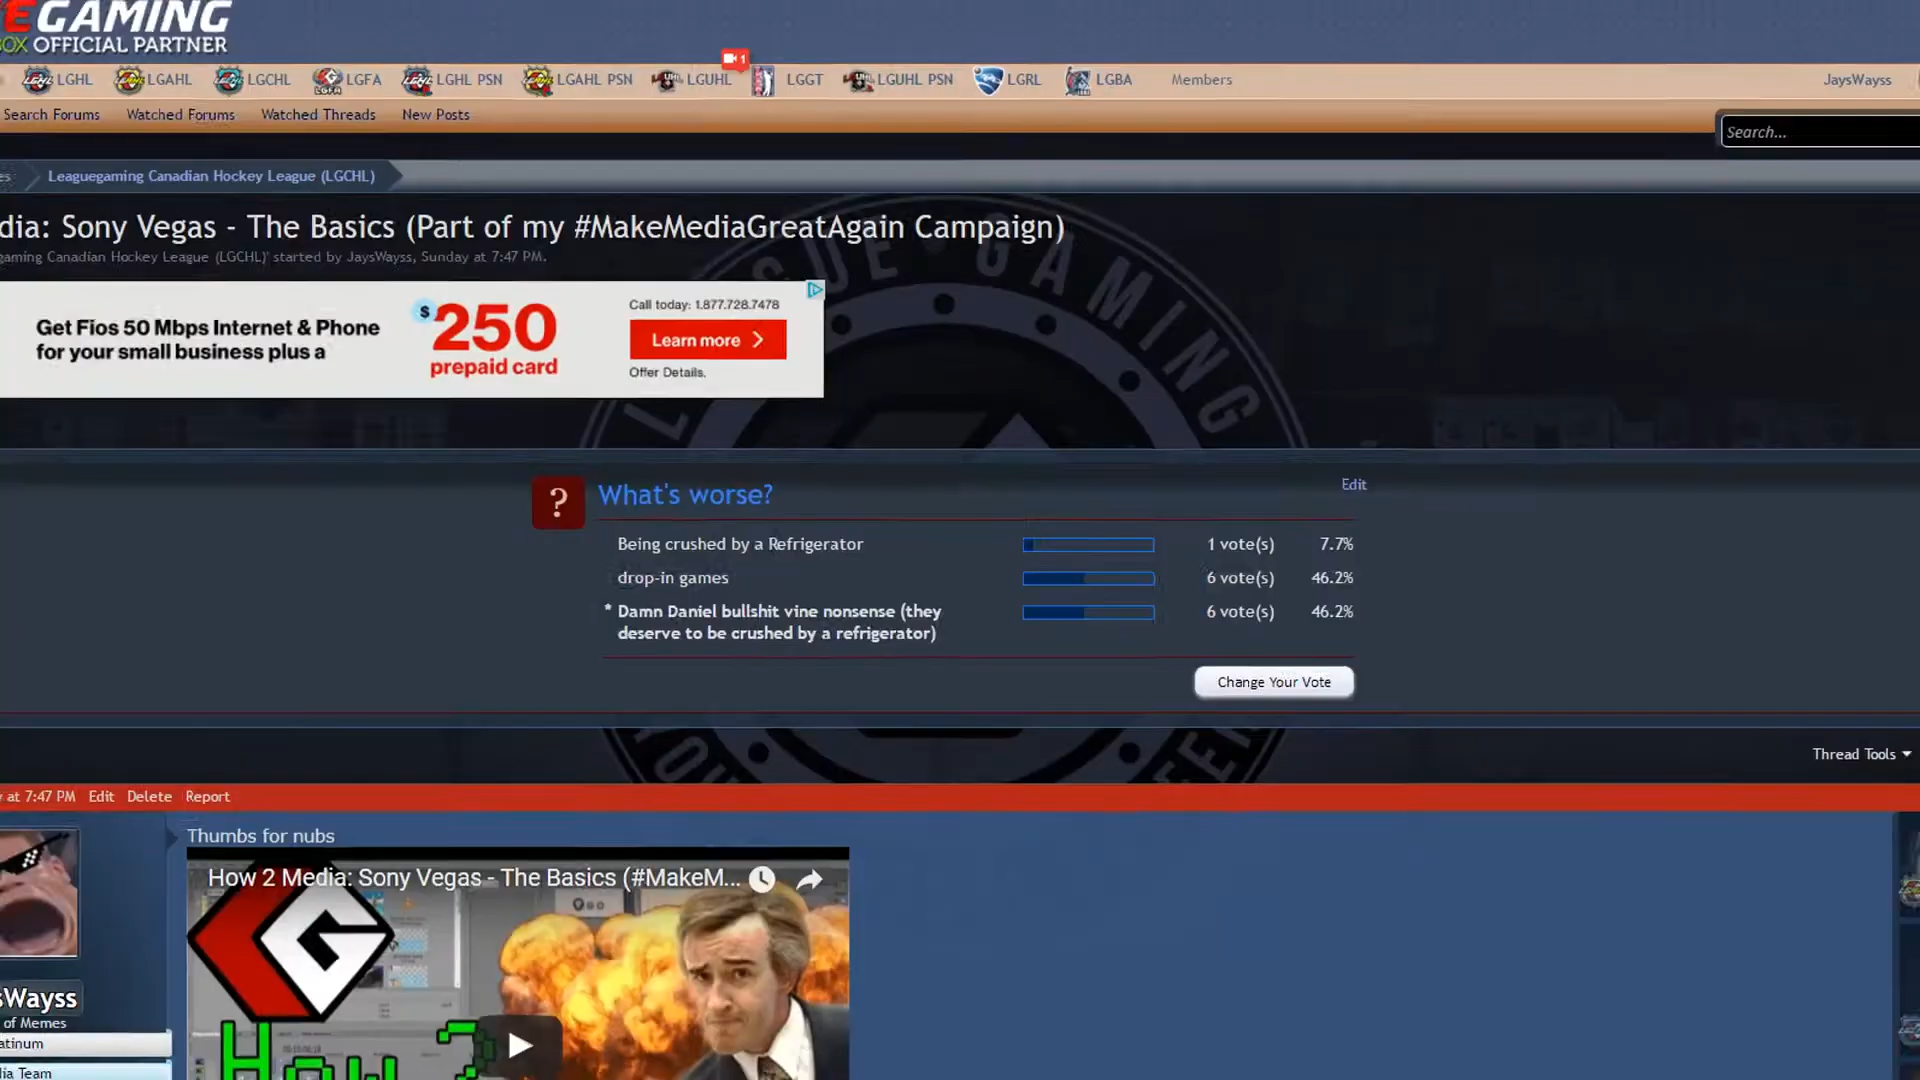 EGAMING
BOX OFFICIAL PARTNER
LGHL LGAHL LGCHL LGFA LGHL PSN LGAHL PSN LGUHL 1 LGGT LGUHL PSN LGRL LGBA Members JaysWayss
Search Forums Watched Forums Watched Threads New Posts
Search...
es Leaguegaming Canadian Hockey League (LGCHL)
dia: Sony Vegas - The Basics (Part of my #MakeMediaGreatAgain Campaign)
gaming Canadian Hockey League (LGCHL)' started by JaysWayss, Sunday at 7:47 PM.
Get Fios 50 Mbps Internet & Phone
for your small business plus a
$250
prepaid card
Call today: 1.877.728.7478
Learn more
Offer Details.
What's worse?
Edit
Being crushed by a Refrigerator 1 vote(s) 7.7%
drop-in games 6 vote(s) 46.2%
* Damn Daniel bullshit vine nonsense (they 6 vote(s) 46.2%
deserve to be crushed by a refrigerator)
Change Your Vote
Thread Tools
y at 7:47 PM Edit Delete Report
Thumbs for nubs
How 2 Media: Sony Vegas - The Basics (#MakeM...
How 2
sWayss
of Memes
atinum
dia Team